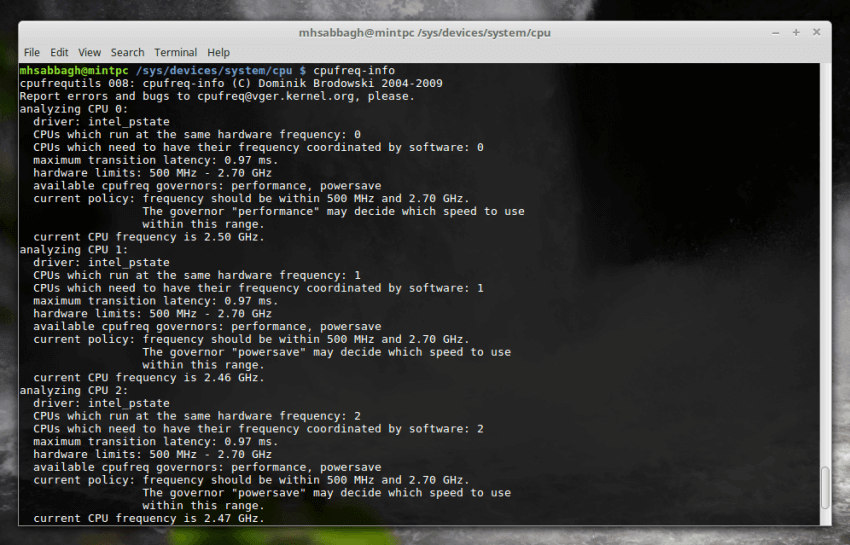 mhsabbagh@mintpc /sys/devices/system/cpu
File Edit View Search Terminal Help
mhsabbagh@mintpc /sys/devices/system/cpu $ cpufreq-info
cpufrequtils 008: cpufreq-info (C) Dominik Brodowski 2004-2009
Report errors and bugs to cpufreq@vger.kernel.org, please.
analyzing CPU 0:
  driver: intel_pstate
  CPUs which run at the same hardware frequency: 0
  CPUs which need to have their frequency coordinated by software: 0
  maximum transition latency: 0.97 ms.
  hardware limits: 500 MHz - 2.70 GHz
  available cpufreq governors: performance, powersave
  current policy: frequency should be within 500 MHz and 2.70 GHz.
                  The governor "performance" may decide which speed to use
                  within this range.
  current CPU frequency is 2.50 GHz.
analyzing CPU 1:
  driver: intel_pstate
  CPUs which run at the same hardware frequency: 1
  CPUs which need to have their frequency coordinated by software: 1
  maximum transition latency: 0.97 ms.
  hardware limits: 500 MHz - 2.70 GHz
  available cpufreq governors: performance, powersave
  current policy: frequency should be within 500 MHz and 2.70 GHz.
                  The governor "powersave" may decide which speed to use
                  within this range.
  current CPU frequency is 2.46 GHz.
analyzing CPU 2:
  driver: intel_pstate
  CPUs which run at the same hardware frequency: 2
  CPUs which need to have their frequency coordinated by software: 2
  maximum transition latency: 0.97 ms.
  hardware limits: 500 MHz - 2.70 GHz
  available cpufreq governors: performance, powersave
  current policy: frequency should be within 500 MHz and 2.70 GHz.
                  The governor "powersave" may decide which speed to use
                  within this range.
  current CPU frequency is 2.47 GHz.